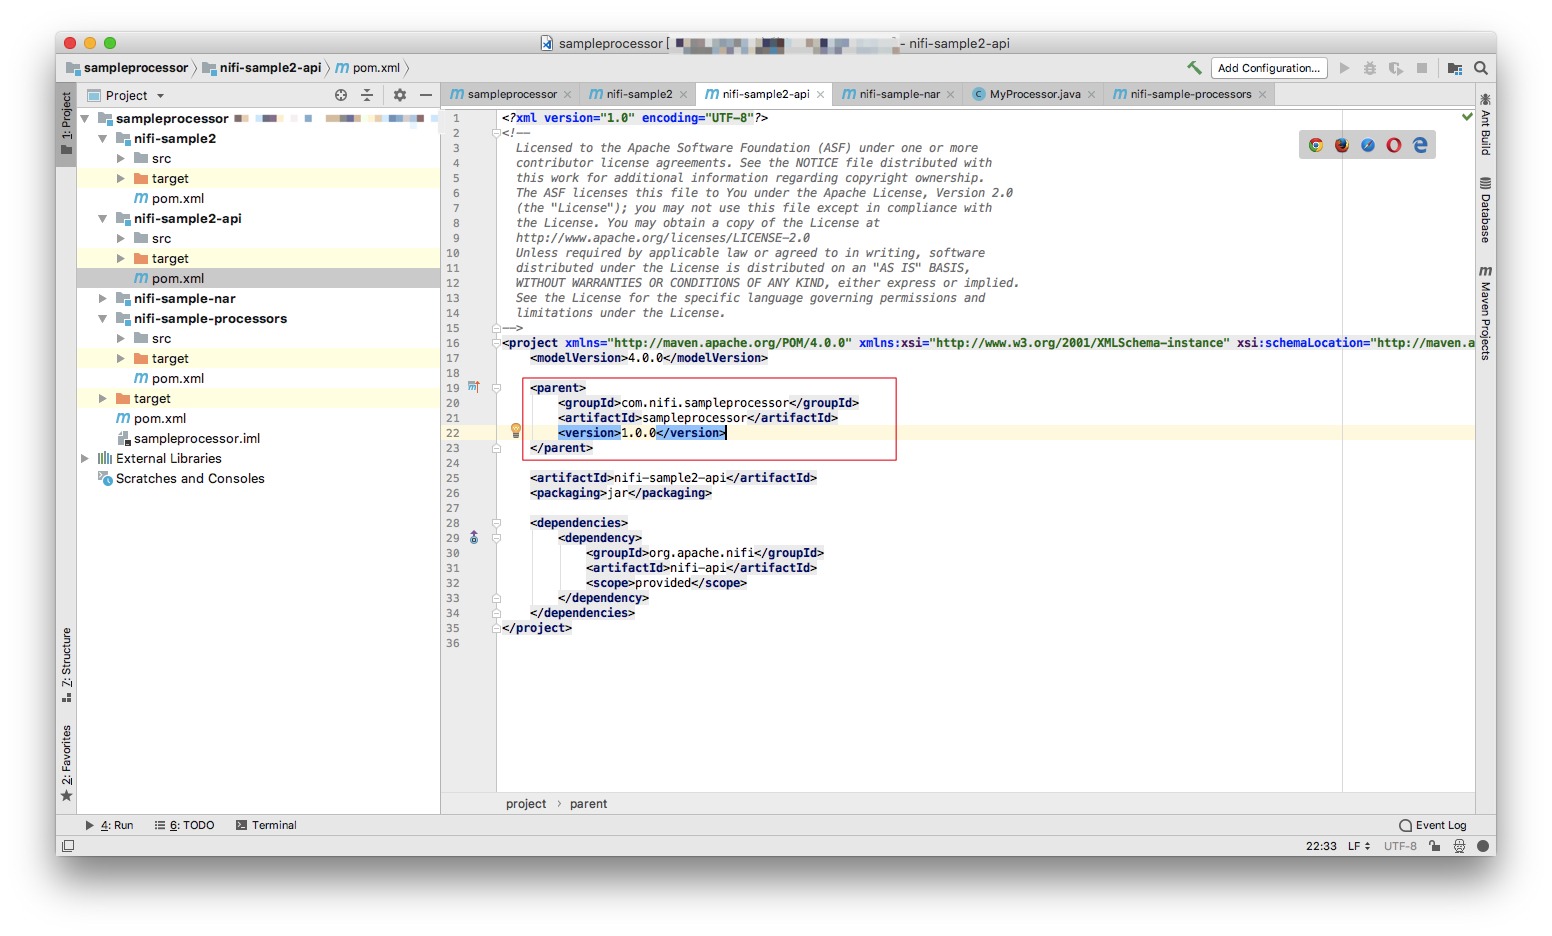 sampleprocessor [ - nifi-sample2-api
sampleprocessor nifi-sample2-api pom.xml
Add Configuration...
Project
sampleprocessor
nifi-sample2
nifi-sample2-api
nifi-sample-nar
MyProcessor.java
nifi-sample-processors
1: Project
sampleprocessor
nifi-sample2
src
target
pom.xml
nifi-sample2-api
src
target
pom.xml
nifi-sample-nar
nifi-sample-processors
src
target
pom.xml
target
pom.xml
sampleprocessor.iml
External Libraries
Scratches and Consoles
7: Structure
2: Favorites
1 <?xml version="1.0" encoding="UTF-8"?>
2 <!--
3 Licensed to the Apache Software Foundation (ASF) under one or more
4 contributor license agreements. See the NOTICE file distributed with
5 this work for additional information regarding copyright ownership.
6 The ASF licenses this file to You under the Apache License, Version 2.0
7 (the "License"); you may not use this file except in compliance with
8 the License. You may obtain a copy of the License at
9 http://www.apache.org/licenses/LICENSE-2.0
10 Unless required by applicable law or agreed to in writing, software
11 distributed under the License is distributed on an "AS IS" BASIS,
12 WITHOUT WARRANTIES OR CONDITIONS OF ANY KIND, either express or implied.
13 See the License for the specific language governing permissions and
14 limitations under the License.
15 -->
16 <project xmlns="http://maven.apache.org/POM/4.0.0" xmlns:xsi="http://www.w3.org/2001/XMLSchema-instance" xsi:schemaLocation="http://maven.a
17 <modelVersion>4.0.0</modelVersion>
18
19 <parent>
20 <groupId>com.nifi.sampleprocessor</groupId>
21 <artifactId>sampleprocessor</artifactId>
22 <version>1.0.0</version>
23 </parent>
24
25 <artifactId>nifi-sample2-api</artifactId>
26 <packaging>jar</packaging>
27
28 <dependencies>
29 <dependency>
30 <groupId>org.apache.nifi</groupId>
31 <artifactId>nifi-api</artifactId>
32 <scope>provided</scope>
33 </dependency>
34 </dependencies>
35 </project>
36
Ant Build
Database
Maven Projects
project › parent
4: Run 6: TODO Terminal Event Log
22:33 LF UTF-8